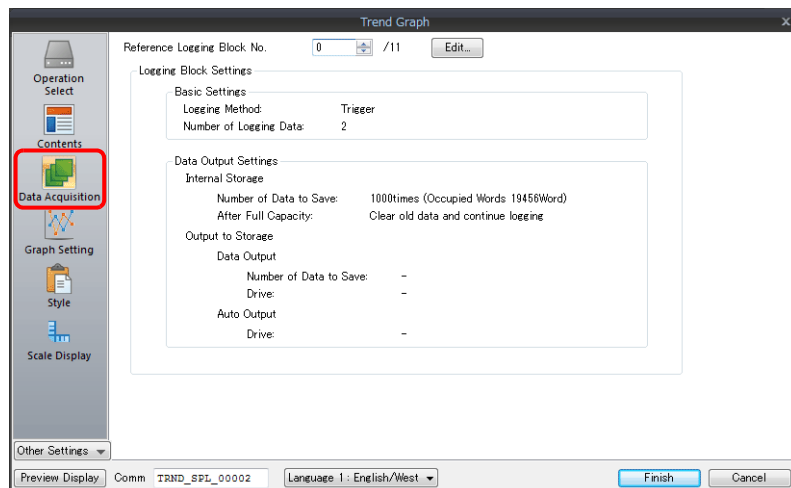 Trend Graph
x
Reference Logging Block No. 0 /11 Edit...
Operation
Select
Contents
Data Acquisition
Graph Setting
Style
Scale Display
Logging Block Settings
Basic Settings
Logging Method: Trigger
Number of Logging Data: 2
Data Output Settings
Internal Storage
Number of Data to Save: 1000times (Occupied Words 19456Word)
After Full Capacity: Clear old data and continue logging
Output to Storage
Data Output
Number of Data to Save: -
Drive: -
Auto Output
Drive: -
Other Settings
Preview Display Comm TRND_SPL_00002 Language 1 : English/West Finish Cancel